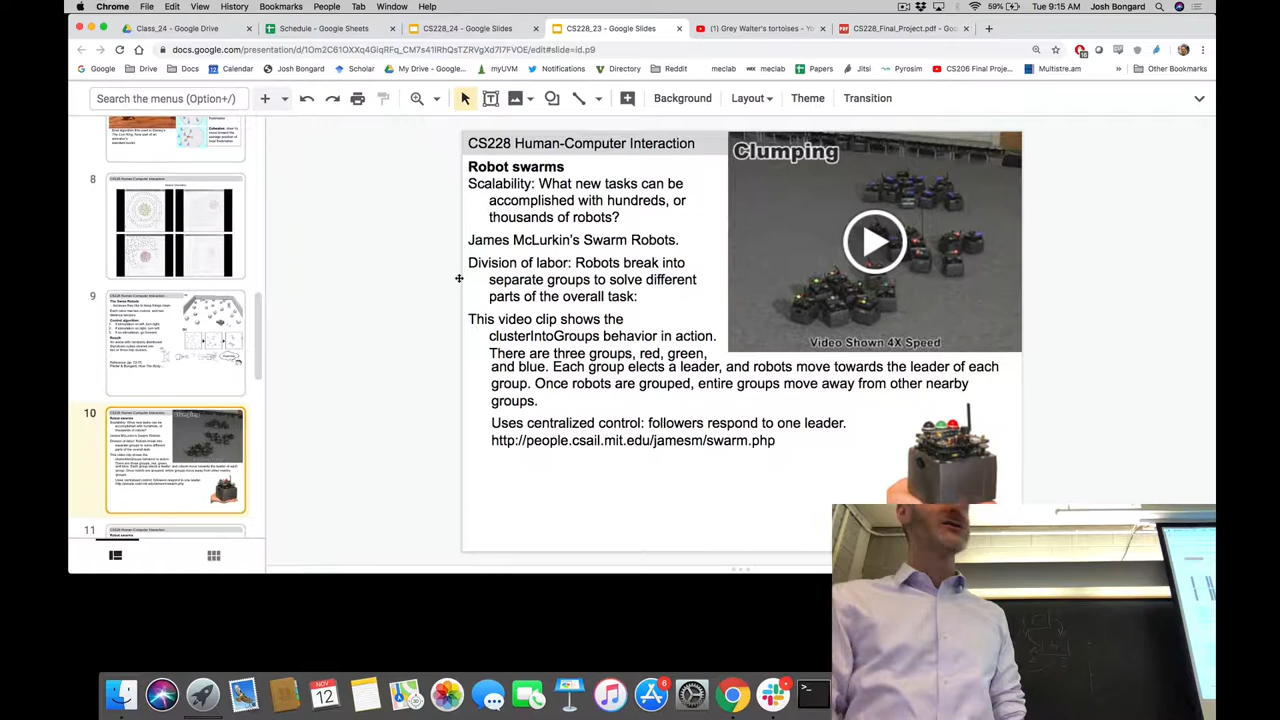 Chrome File Edit View History Bookmarks People Tab Window Help
59% Tue 9:15 AM Josh Bongard
Class_24 - Google Drive
Schedule - Google Sheets
CS228_24 - Google Slides
CS228_23 - Google Slides
(1) Grey Walter's tortoises - You
CS228_Final_Project.pdf - Go
docs.google.com/presentation/d/1Om2C61OXXq4GlqRFq_CM7s41RhQsTZRVgXd7I7FVOE/edit#slide=id.p9
Google Drive Docs Calendar Josh Bongard Scholar My Drive - Google... myUVM Notifications Directory Reddit meclab meclab Papers Jitsi Pyrosim CS206 Final Proje... Multistre.am » Other Bookmarks
Search the menus (Option+/)
Background Layout Theme Transition
8
9
10
11
CS228 Human-Computer Interaction
Robot swarms
Scalability: What new tasks can be
accomplished with hundreds, or
thousands of robots?
James McLurkin's Swarm Robots.
Division of labor: Robots break into
separate groups to solve different
parts of the overall task.
This video clip shows the
clusterIntoGroups behavior in action.
There are three groups, red, green,
and blue. Each group elects a leader, and robots move towards the leader of each
group. Once robots are grouped, entire groups move away from other nearby
groups.
Uses centralized control: followers respond to one leader
http://people.csail.mit.edu/jamesm/swarm.php
Clumping
Video Shown 4X Speed
NOV
12
6